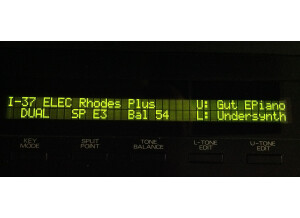 I-37 ELEC Rhodes Plus U: Gut EPiano
DUAL SP E3 Bal 54 L: Undersynth
KEY MODE SPLIT POINT TONE BALANCE L-TONE EDIT U-TONE EDIT